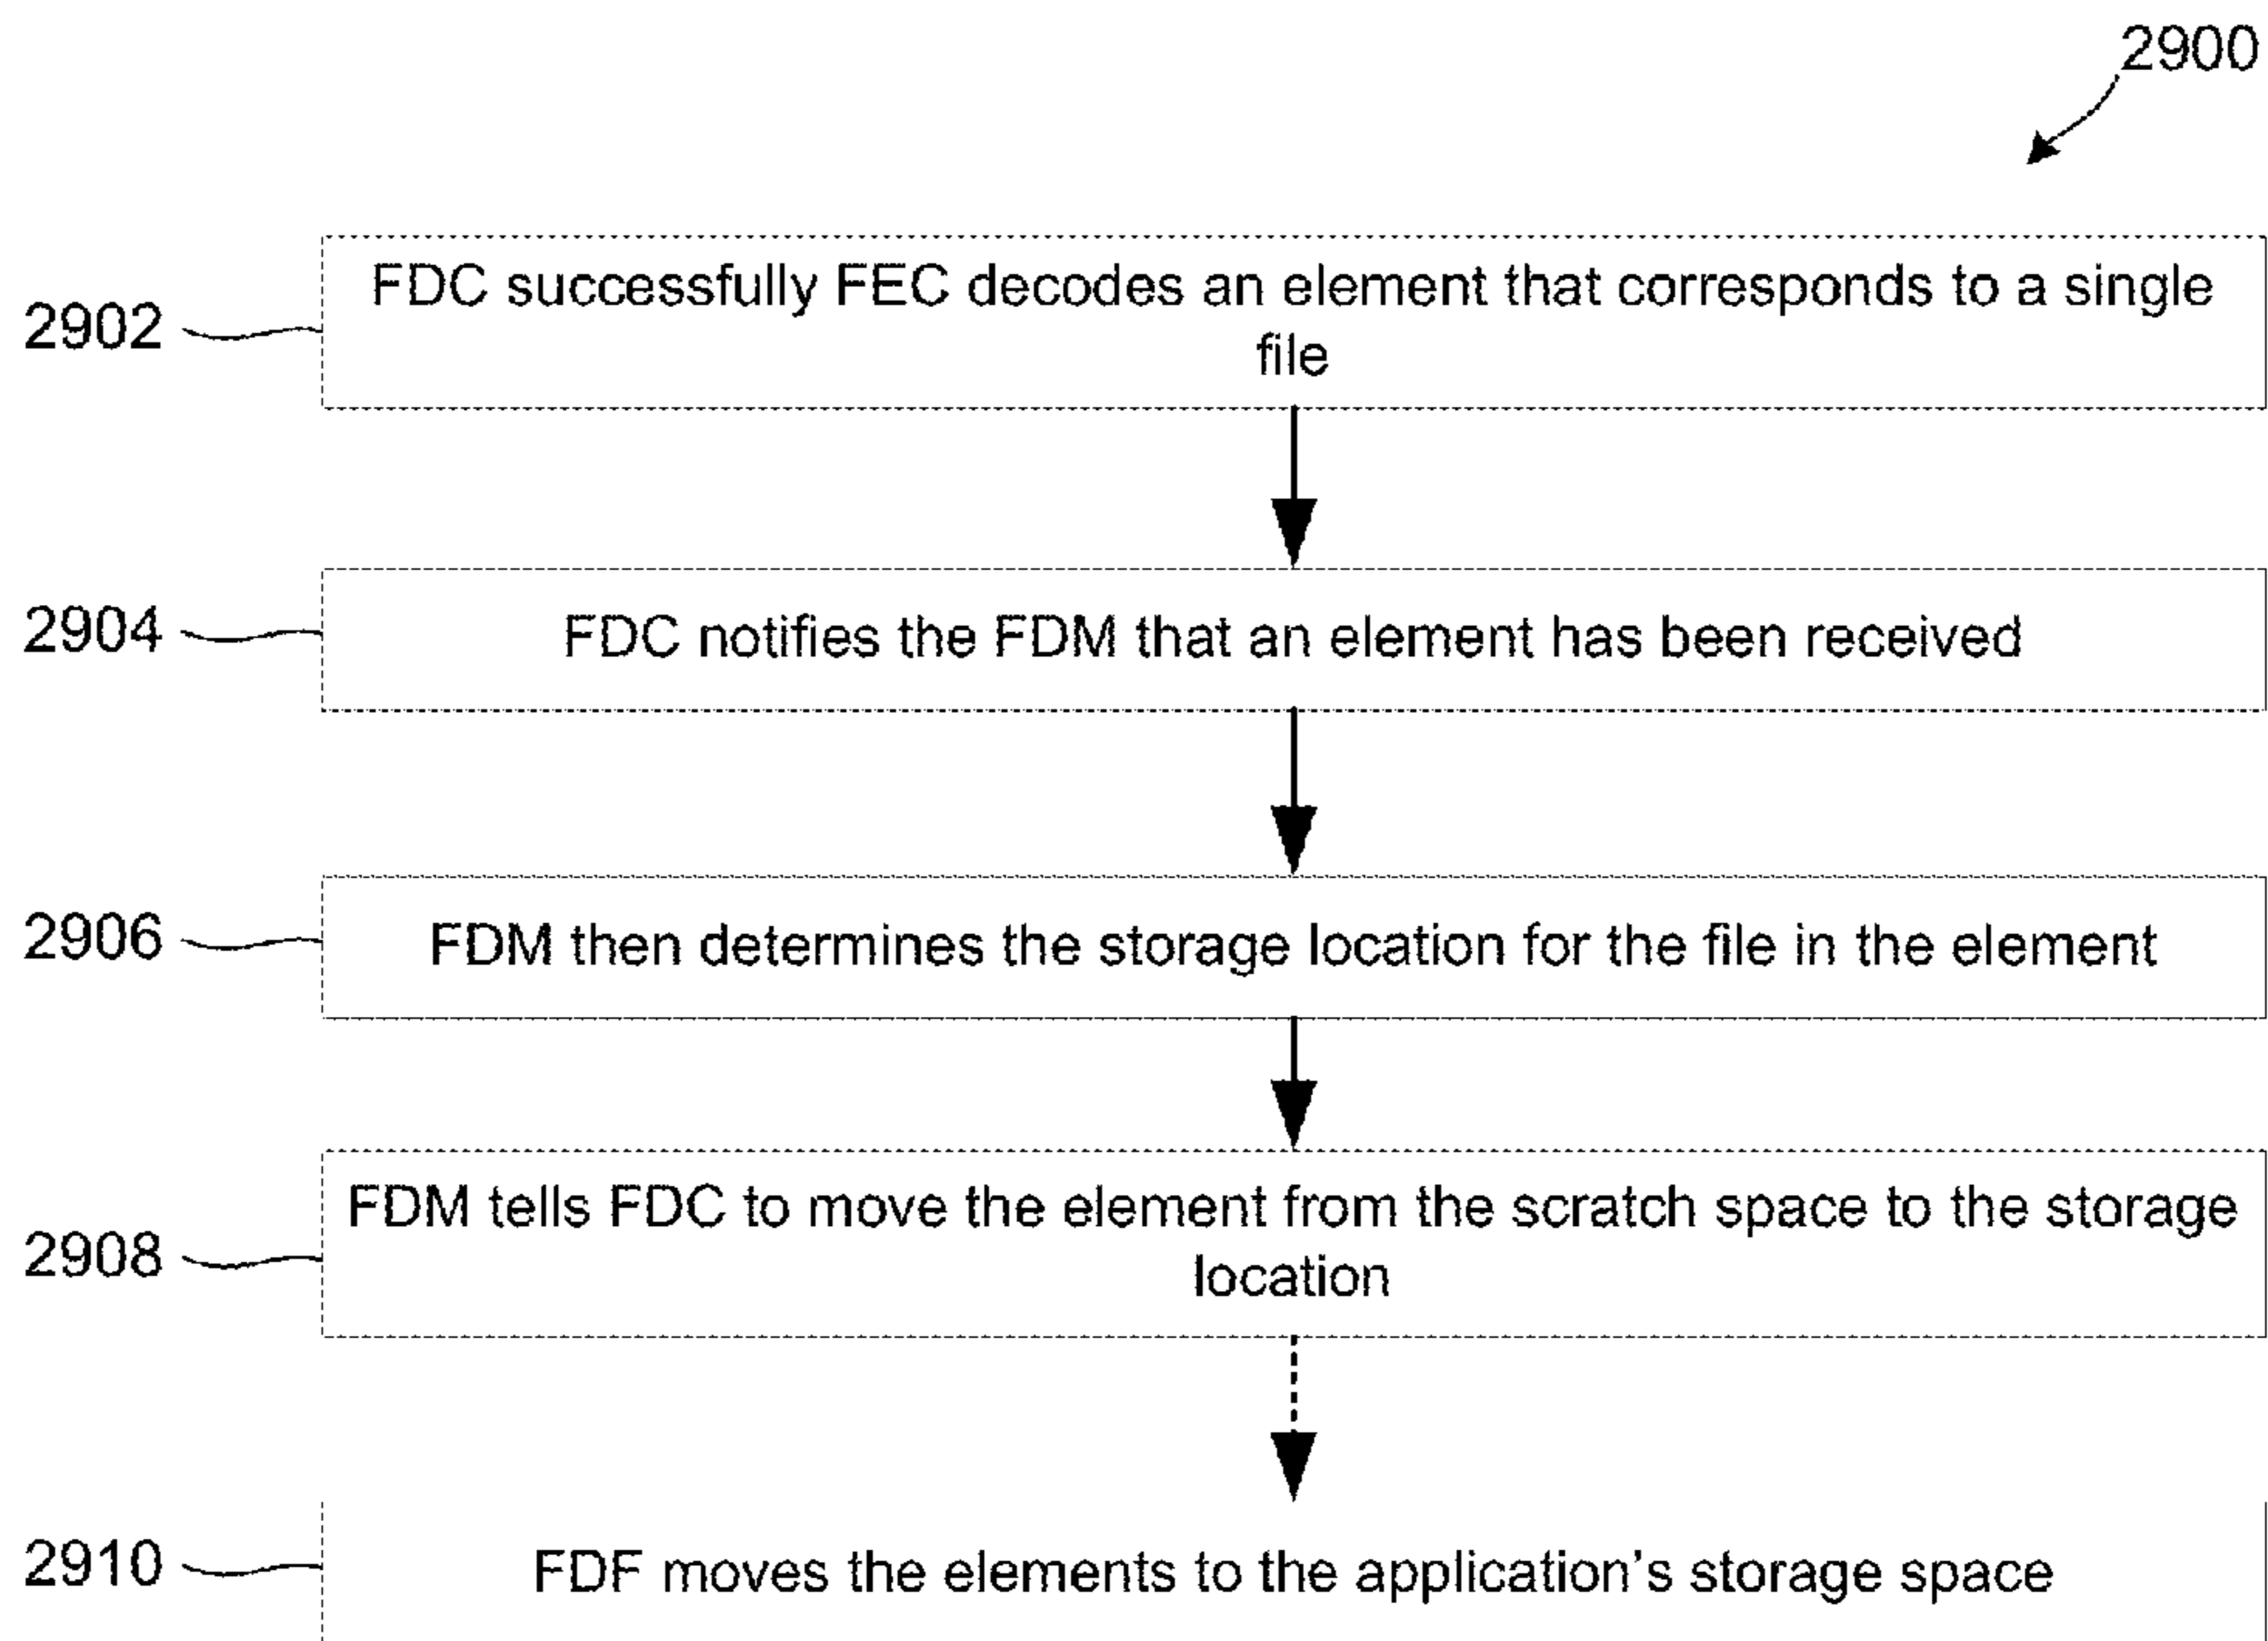 2900
2902
FDC successfully FEC decodes an element that corresponds to a single
file
2904
FDC notifies the FDM that an element has been received
2906
FDM then determines the storage location for the file in the element
2908
FDM tells FDC to move the element from the scratch space to the storage
location
2910
FDF moves the elements to the application's storage space